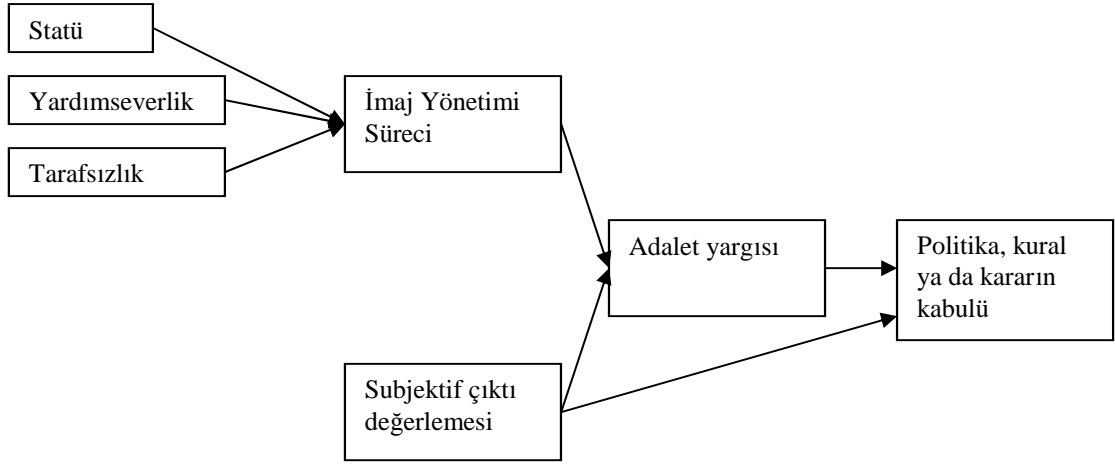 Statü
Yardımseverlik
Tarafsızlık
İmaj Yönetimi
Süreci
Adalet yargısı
Politika, kural
ya da kararın
kabulü
Subjektif çıktı
değerlemesi